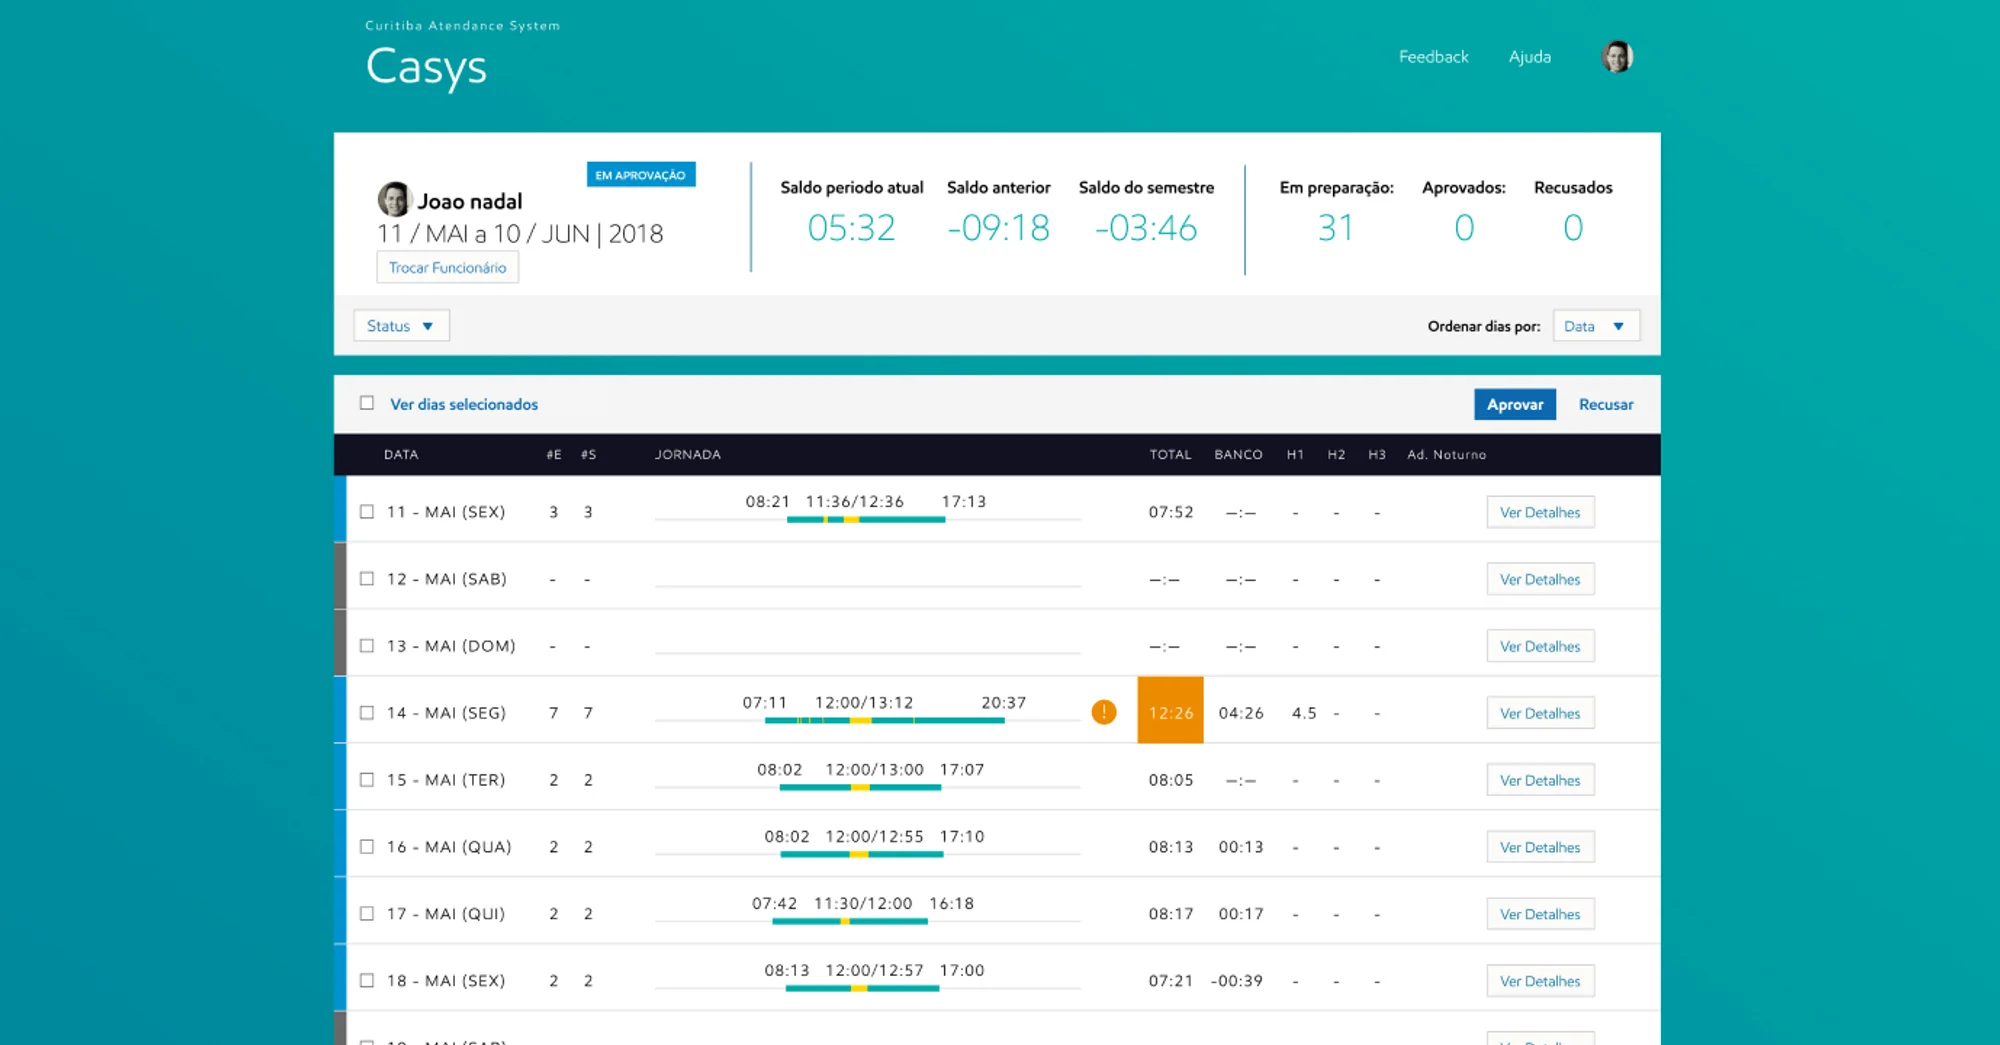 Curitiba Atendance System
Casys
Feedback Ajuda
EM APROVAÇÃO
Joao nadal
11 / MAI a 10 / JUN | 2018
Trocar Funcionário
Saldo periodo atual Saldo anterior Saldo do semestre
05:32 -09:18 -03:46
Em preparação: Aprovados: Recusados
31 0 0
Status
Ordenar dias por: Data
Ver dias selecionados
Aprovar Recusar
DATA #E #S JORNADA TOTAL BANCO H1 H2 H3 Ad. Noturno
08:21 11:36/12:36 17:13
11 - MAI (SEX) 3 3 07:52 –:– - - - Ver Detalhes
12 - MAI (SAB) - - –:– –:– - - - Ver Detalhes
13 - MAI (DOM) - - –:– –:– - - - Ver Detalhes
07:11 12:00/13:12 20:37
14 - MAI (SEG) 7 7 ! 12:26 04:26 4.5 - - Ver Detalhes
08:02 12:00/13:00 17:07
15 - MAI (TER) 2 2 08:05 –:– - - - Ver Detalhes
08:02 12:00/12:55 17:10
16 - MAI (QUA) 2 2 08:13 00:13 - - - Ver Detalhes
07:42 11:30/12:00 16:18
17 - MAI (QUI) 2 2 08:17 00:17 - - - Ver Detalhes
08:13 12:00/12:57 17:00
18 - MAI (SEX) 2 2 07:21 -00:39 - - - Ver Detalhes